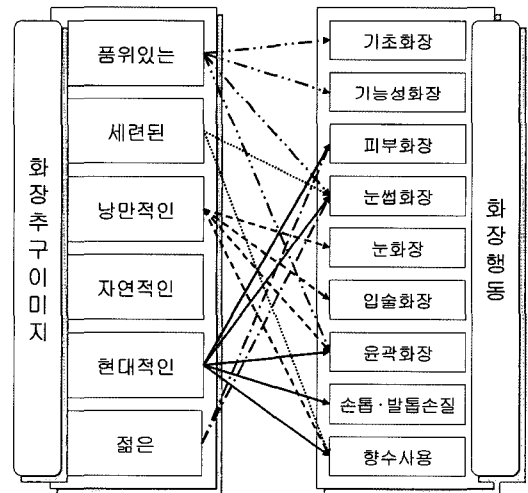 화장추구이미지
품위있는
세련된
낭만적인
자연적인
현대적인
젊은
기초화장
기능성화장
피부화장
눈썹화장
눈화장
입술화장
윤곽화장
손톱·발톱손질
향수사용
화장행동